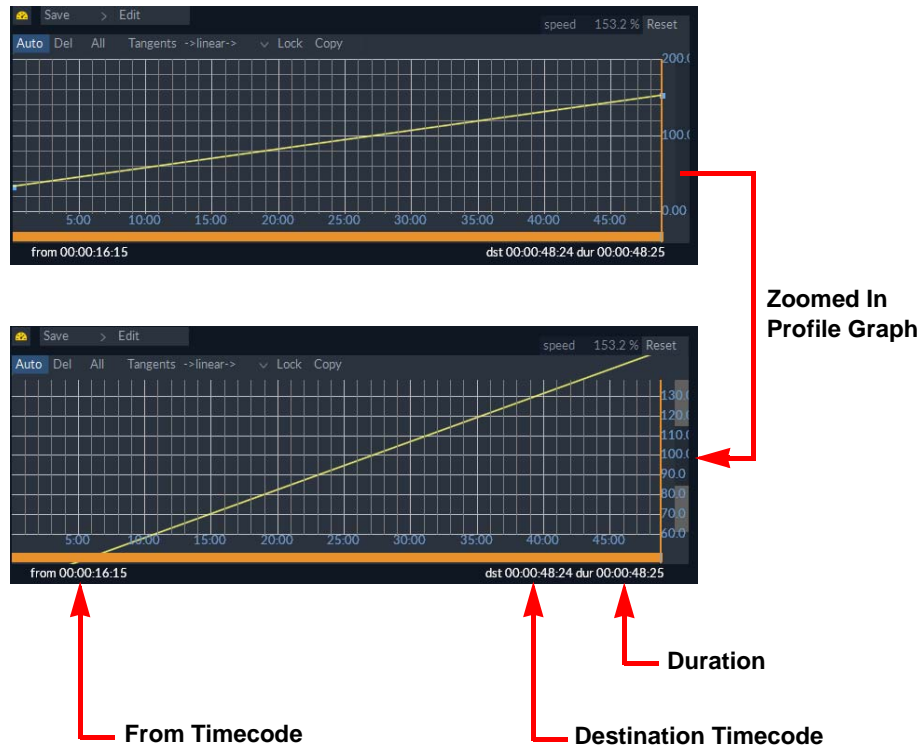 Save > Edit
speed 153.2 % Reset
Auto Del All Tangents ->linear-> v Lock Copy
200.0
100.0
0.00
5:00 10:00 15:00 20:00 25:00 30:00 35:00 40:00 45:00
from 00:00:16:15 dst 00:00:48:24 dur 00:00:48:25
Zoomed In
Profile Graph
Save > Edit
speed 153.2 % Reset
Auto Del All Tangents ->linear-> v Lock Copy
130.0
120.0
110.0
100.0
90.0
80.0
70.0
60.0
5:00 10:00 15:00 20:00 25:00 30:00 35:00 40:00 45:00
from 00:00:16:15 dst 00:00:48:24 dur 00:00:48:25
Duration
From Timecode Destination Timecode